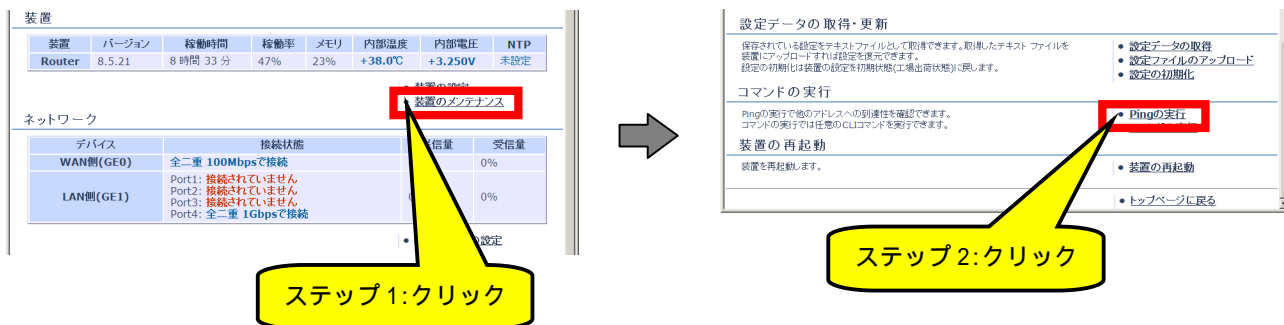 装置
装置 バージョン 稼働時間 稼働率 メモリ 内部温度 内部電圧 NTP
Router 8.5.21 8時間 33分 47% 23% +38.0℃ +3.250V 未設定
装置のメンテナンス
ネットワーク
デバイス 接続状態 信量 受信量
WAN側(GE0) 全二重 100Mbpsで接続 0%
LAN側(GE1)
Port1: 接続されていません
Port2: 接続されていません
Port3: 接続されていません
Port4: 全二重 1Gbpsで接続
0%
設定
ステップ1:クリック
設定データの取得・更新
保存されている設定をテキストファイルとして取得できます。取得したテキスト ファイルを
装置にアップロードすれば設定を復元できます。
設定の初期化は装置の設定を初期状態(工場出荷状態)に戻します。
• 設定データの取得
• 設定ファイルのアップロード
• 設定の初期化
コマンドの実行
Pingの実行で他のアドレスへの到達性を確認できます。
コマンドの実行では任意のCLIコマンドを実行できます。
• Pingの実行
装置の再起動
装置を再起動します。
• 装置の再起動
• トップページに戻る
ステップ2:クリック